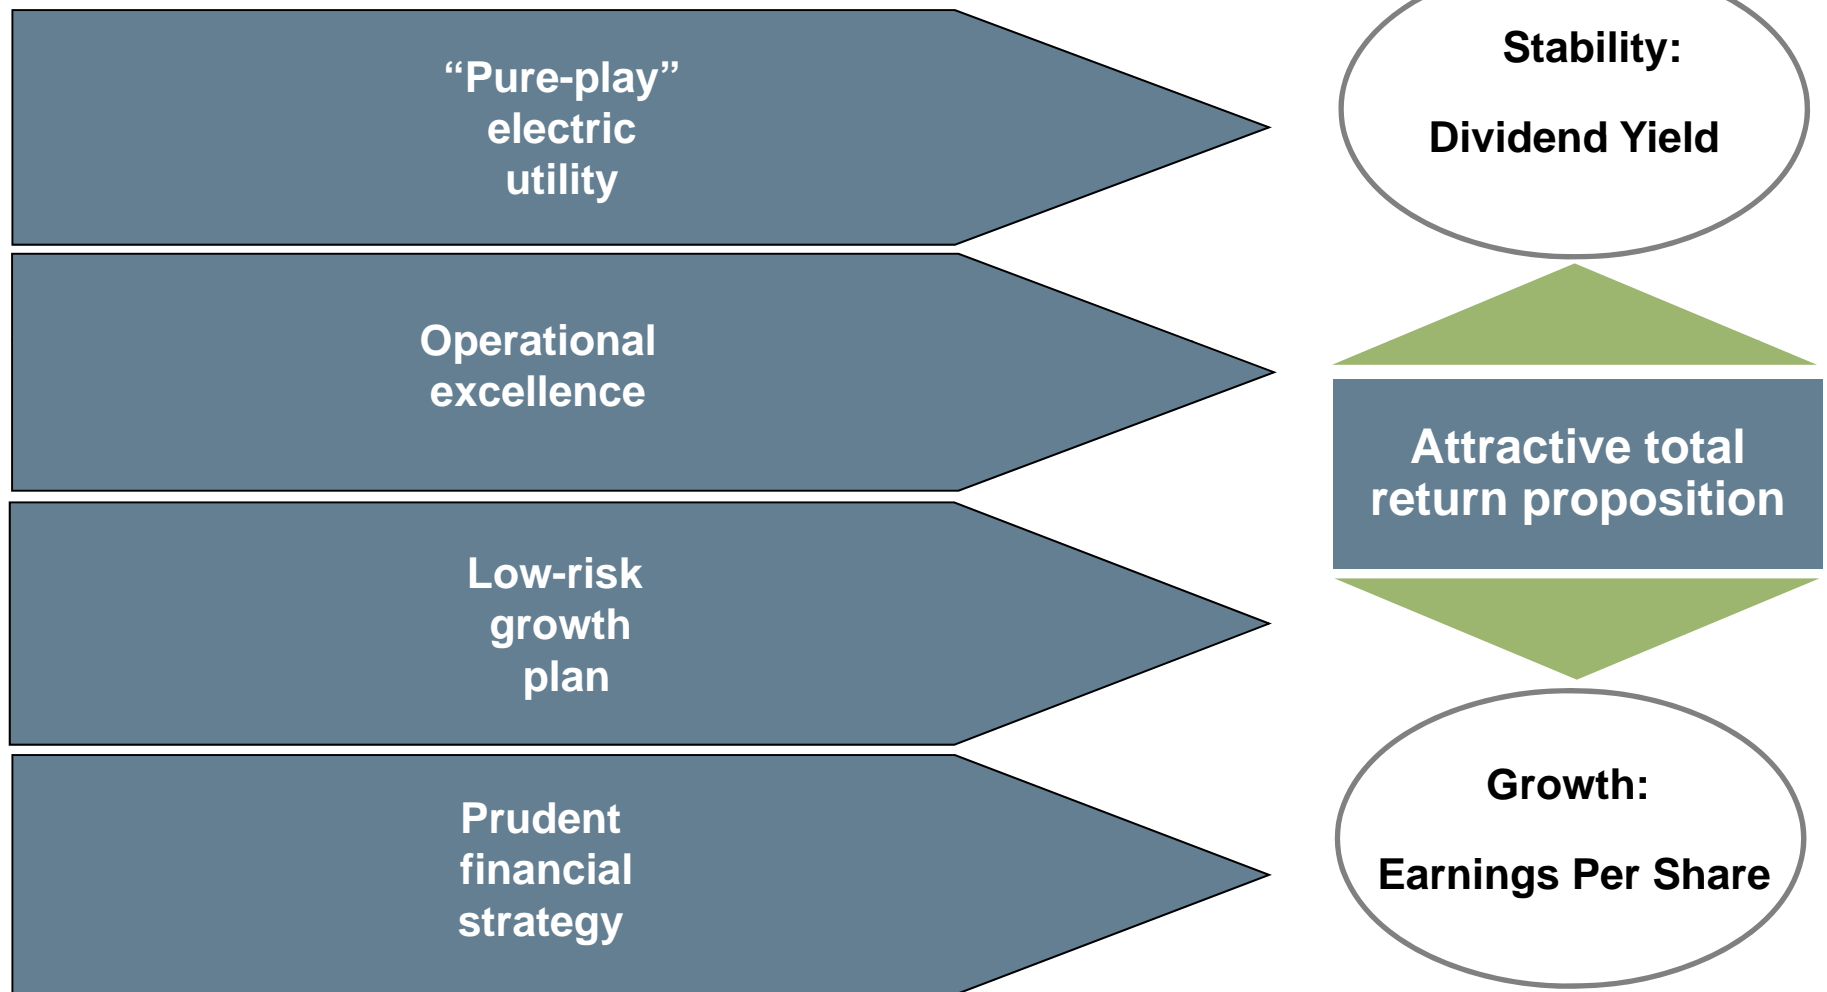 “Pure-play”
electric
utility
Operational
excellence
Low-risk
growth
plan
Prudent
financial
strategy
Stability:
Dividend Yield
Attractive total
return proposition
Growth:
Earnings Per Share